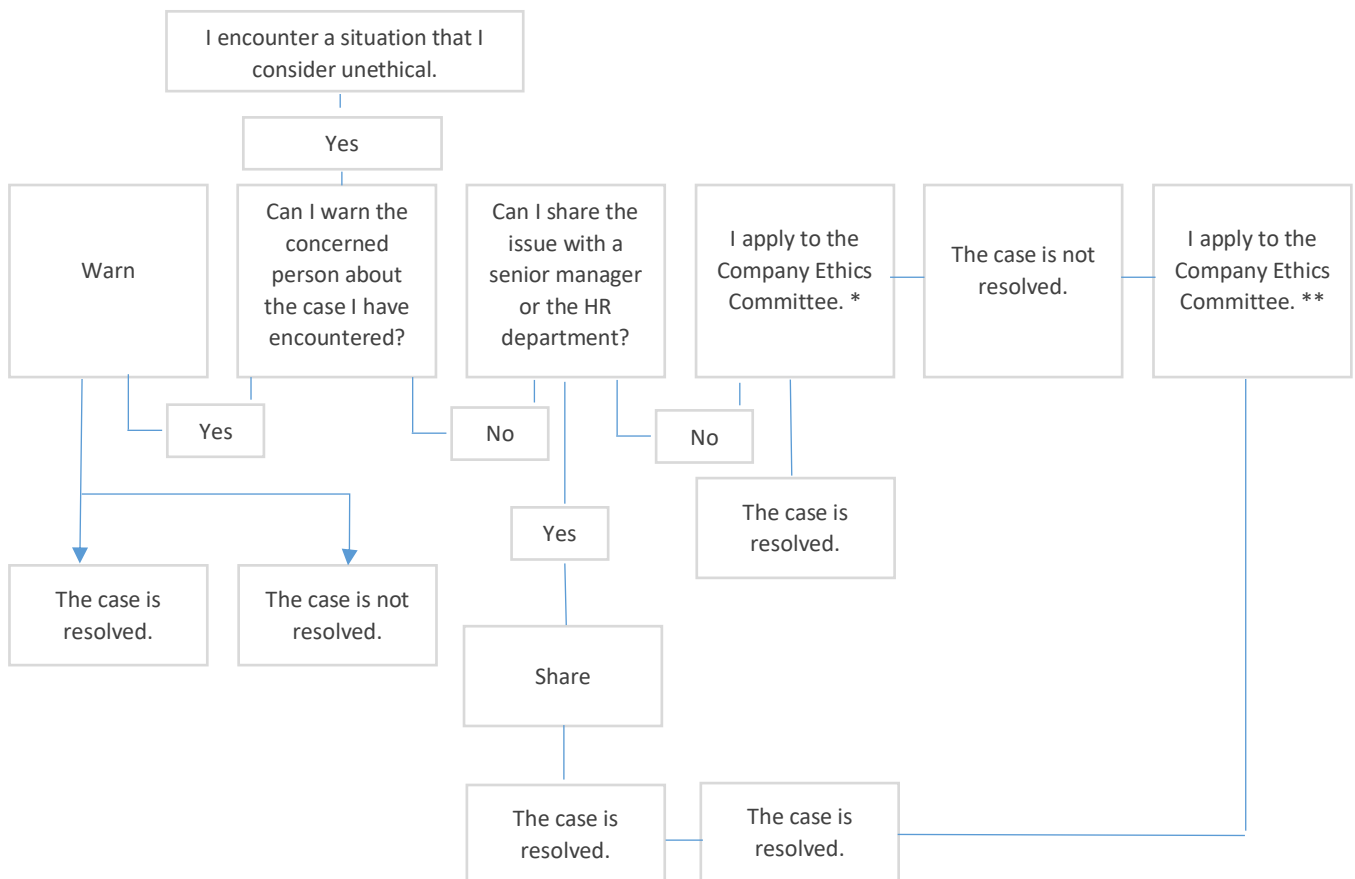 I encounter a situation that I
consider unethical.
Yes
Warn
Can I warn the
concerned
person about
the case I have
encountered?
Can I share the
issue with a
senior manager
or the HR
department?
I apply to the
Company Ethics
Committee. *
The case is not
resolved.
I apply to the
Company Ethics
Committee. **
Yes
No
No
The case is
resolved.
Yes
The case is
resolved.
The case is not
resolved.
Share
The case is
resolved.
The case is
resolved.